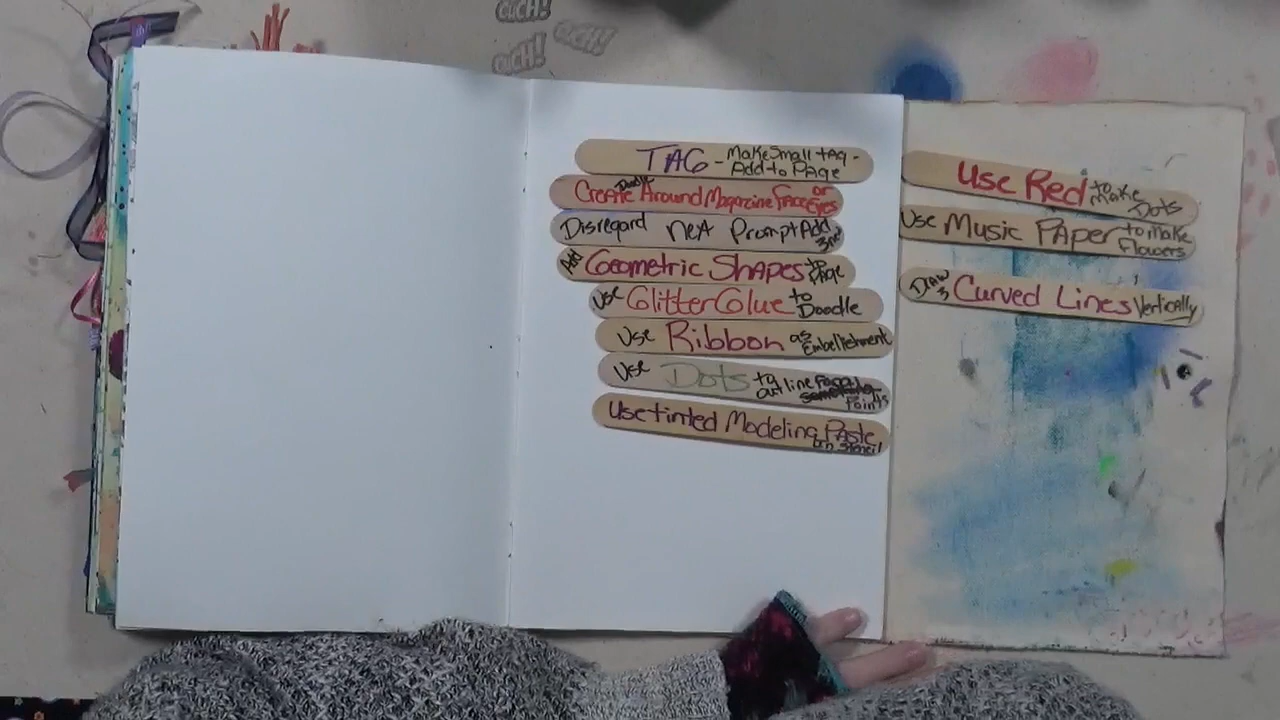 OUCH!
OUCH!
OUCH!
TAG - Make Small tag -
Add to Page
Create Doodle Around Magazine Face or Eyes
Disregard next Prompt Add 3rd
Add Geometric Shapes to Page
Use Glitter Glue to Doodle
Use Ribbon as Embellishment
Use Dots to outline Focal Points
Use tinted Modeling Paste
on Stencil
Use Red to Make Dots
Use Music Paper to Make Flowers
Draw 3 Curved Lines Vertically